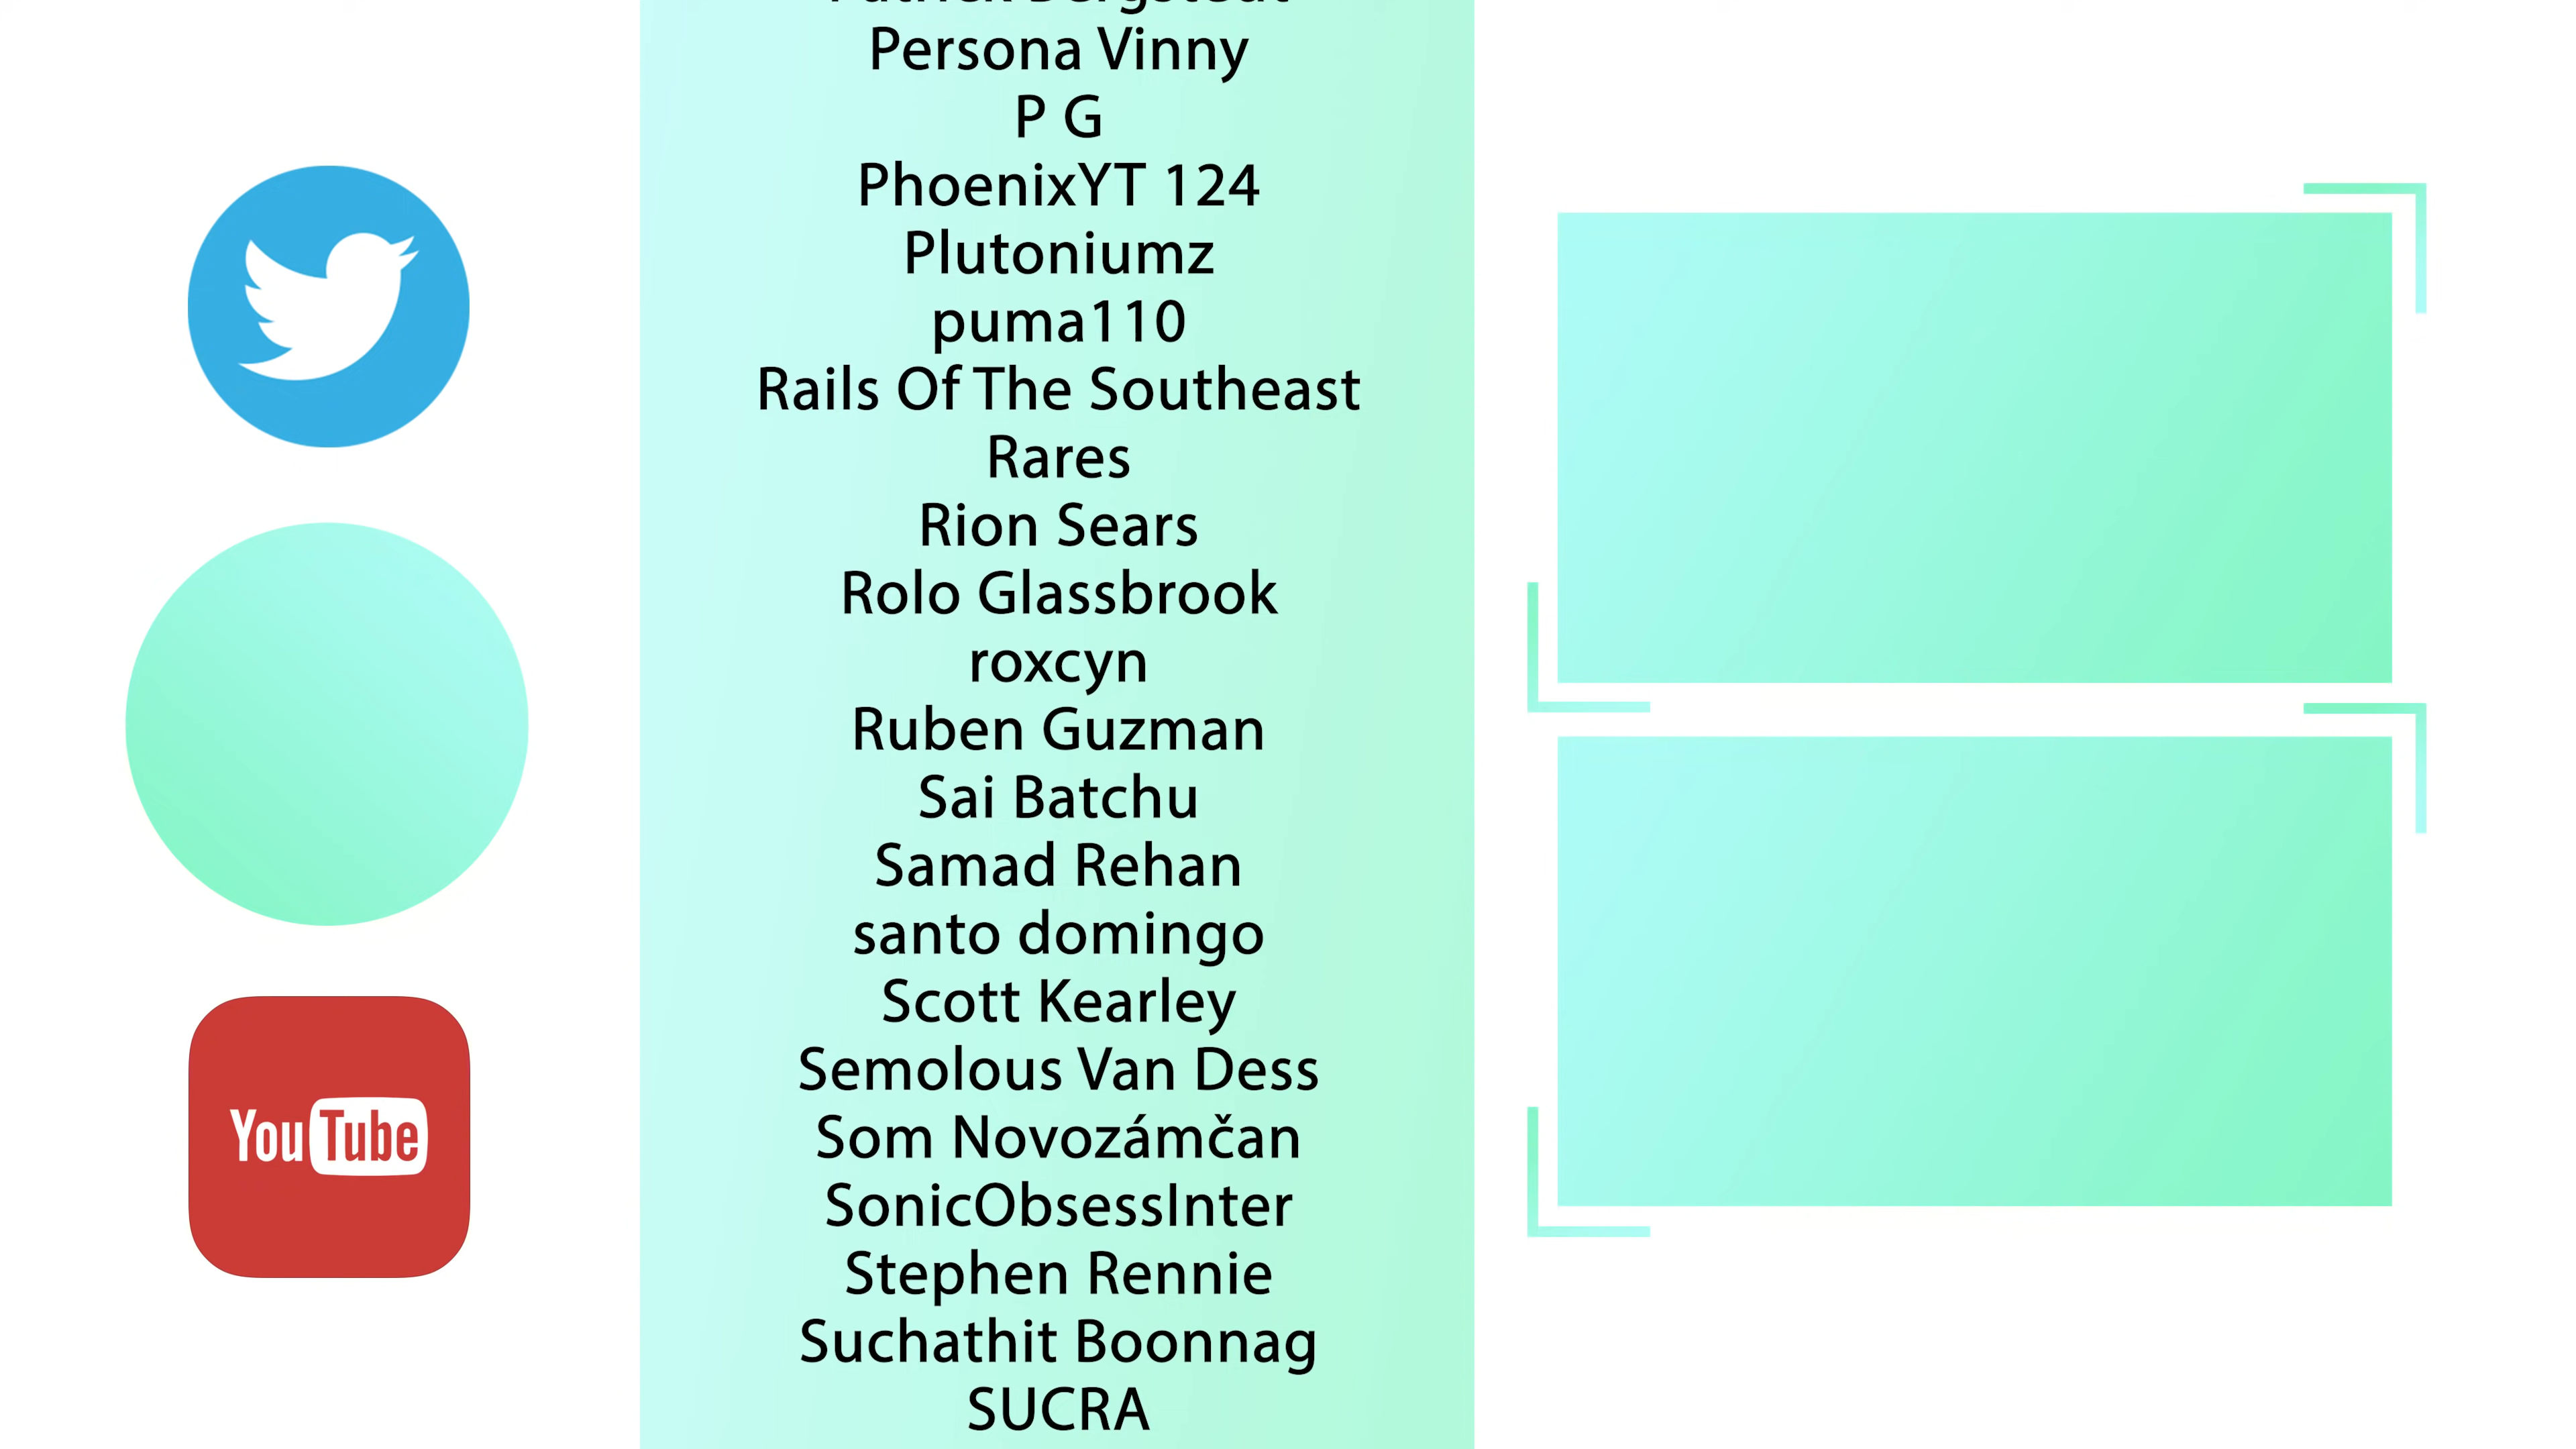 Persona Vinny
P G
PhoenixYT 124
Plutoniumz
puma110
Rails Of The Southeast
Rares
Rion Sears
Rolo Glassbrook
roxcyn
Ruben Guzman
Sai Batchu
Samad Rehan
santo domingo
Scott Kearley
Semolous Van Dess
Som Novozámčan
SonicObsessInter
Stephen Rennie
Suchathit Boonnag
SUCRA
YouTube